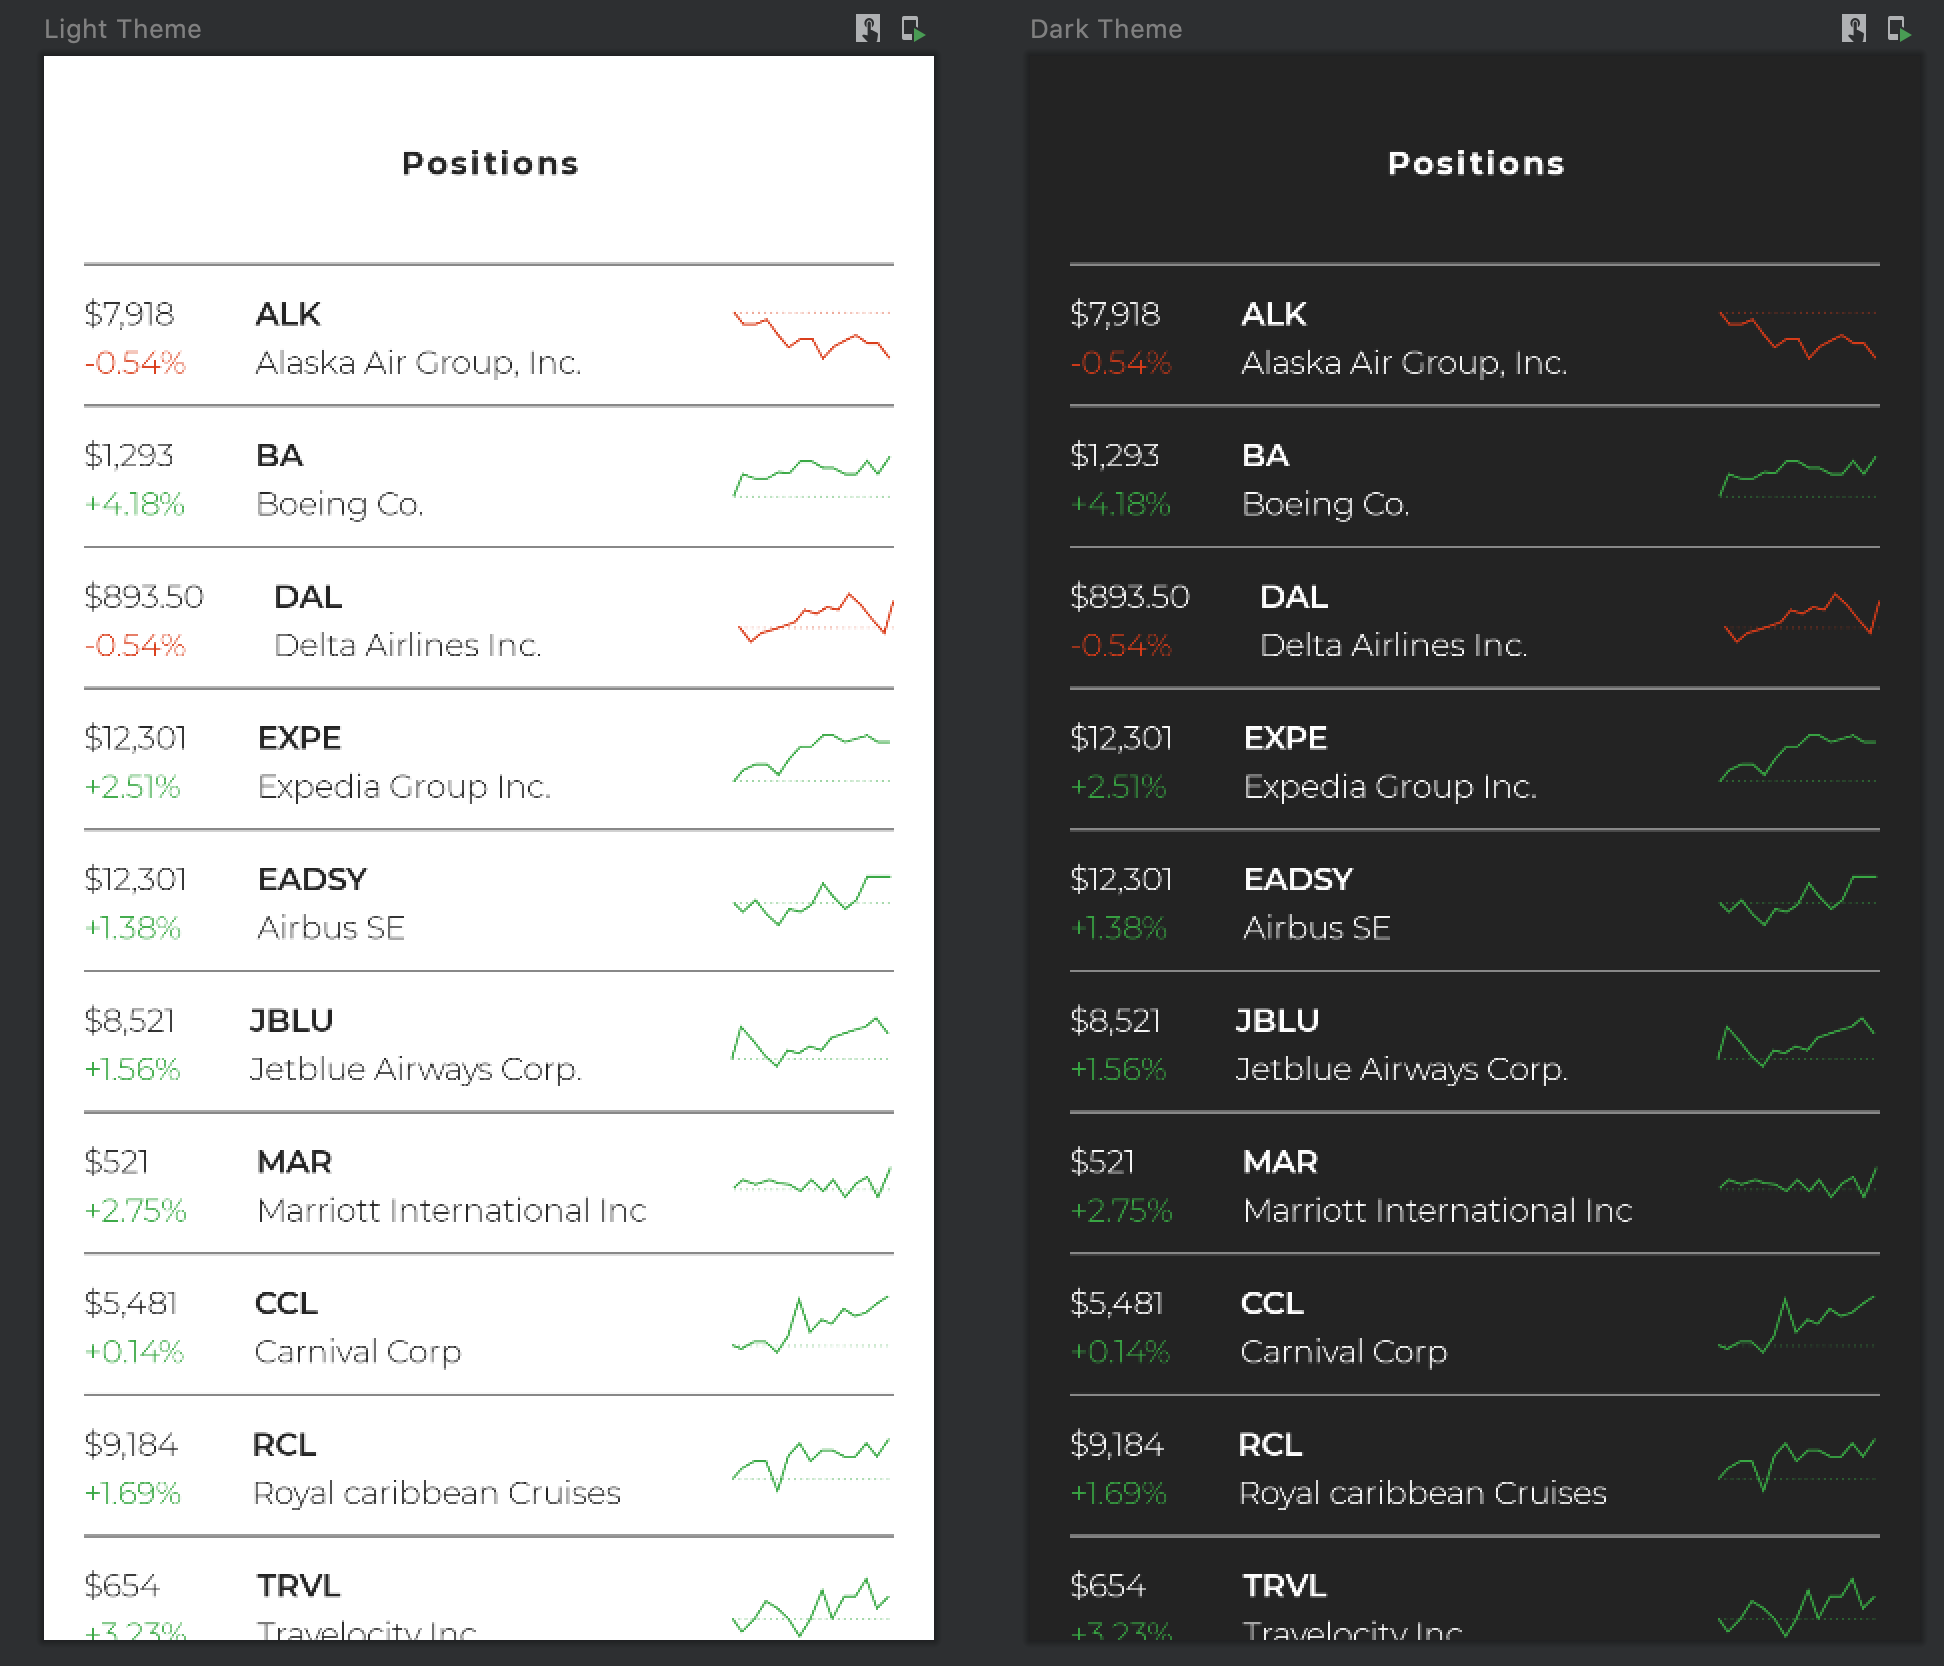 Light Theme
Positions
$7,918 ALK
-0.54% Alaska Air Group, Inc.
$1,293 BA
+4.18% Boeing Co.
$893.50 DAL
-0.54% Delta Airlines Inc.
$12,301 EXPE
+2.51% Expedia Group Inc.
$12,301 EADSY
+1.38% Airbus SE
$8,521 JBLU
+1.56% Jetblue Airways Corp.
$521 MAR
+2.75% Marriott International Inc
$5,481 CCL
+0.14% Carnival Corp
$9,184 RCL
+1.69% Royal caribbean Cruises
$654 TRVL
+3.23% Travelocity Inc
Dark Theme
Positions
$7,918 ALK
-0.54% Alaska Air Group, Inc.
$1,293 BA
+4.18% Boeing Co.
$893.50 DAL
-0.54% Delta Airlines Inc.
$12,301 EXPE
+2.51% Expedia Group Inc.
$12,301 EADSY
+1.38% Airbus SE
$8,521 JBLU
+1.56% Jetblue Airways Corp.
$521 MAR
+2.75% Marriott International Inc
$5,481 CCL
+0.14% Carnival Corp
$9,184 RCL
+1.69% Royal caribbean Cruises
$654 TRVL
+3.23% Travelocity Inc